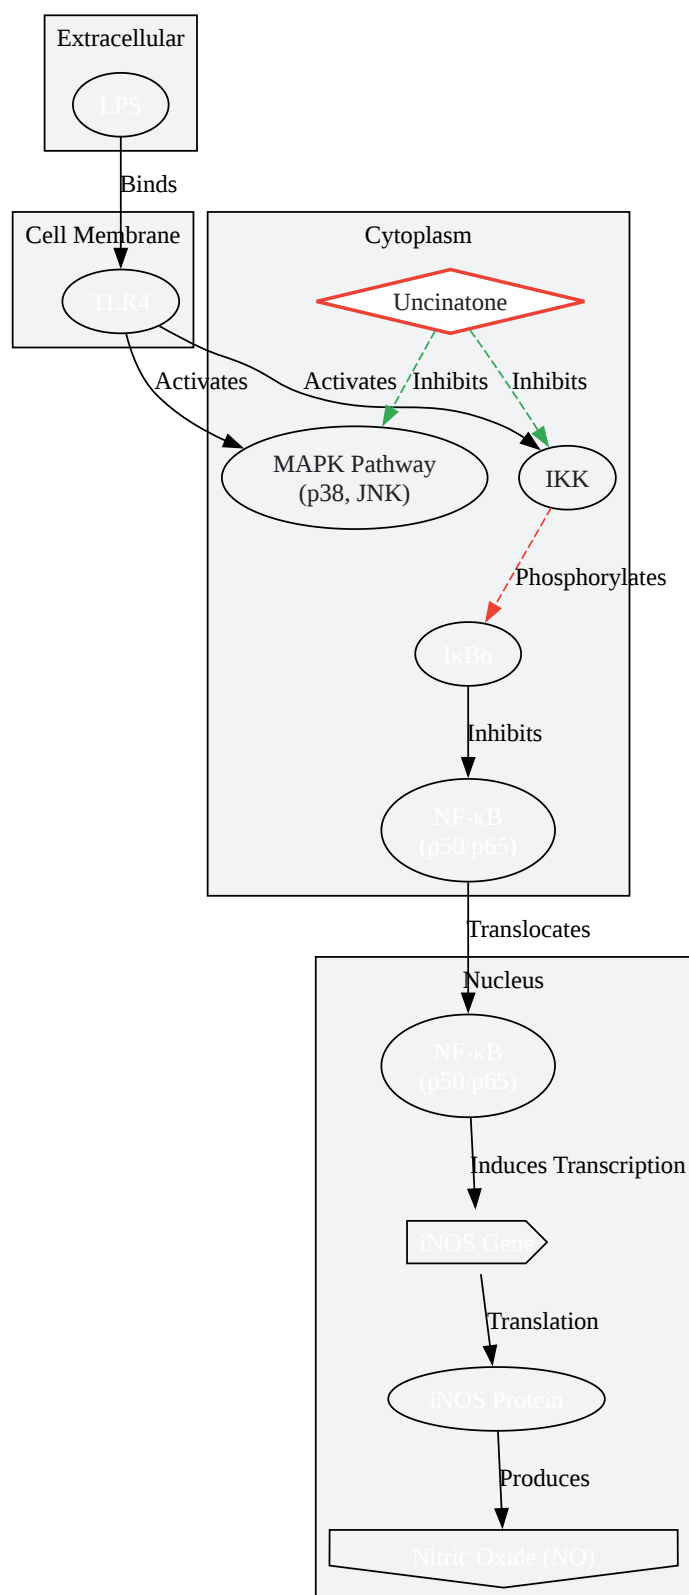 Extracellular
LPS
Binds
Cell Membrane
TLR4
Cytoplasm
Uncinatone
Activates
Activates
Inhibits
Inhibits
MAPK Pathway
(p38, JNK)
IKK
Phosphorylates
IκBα
Inhibits
NF-κB
(p50/p65)
Translocates
Nucleus
NF-κB
(p50/p65)
Induces Transcription
iNOS Gene
Translation
iNOS Protein
Produces
Nitric Oxide (NO)